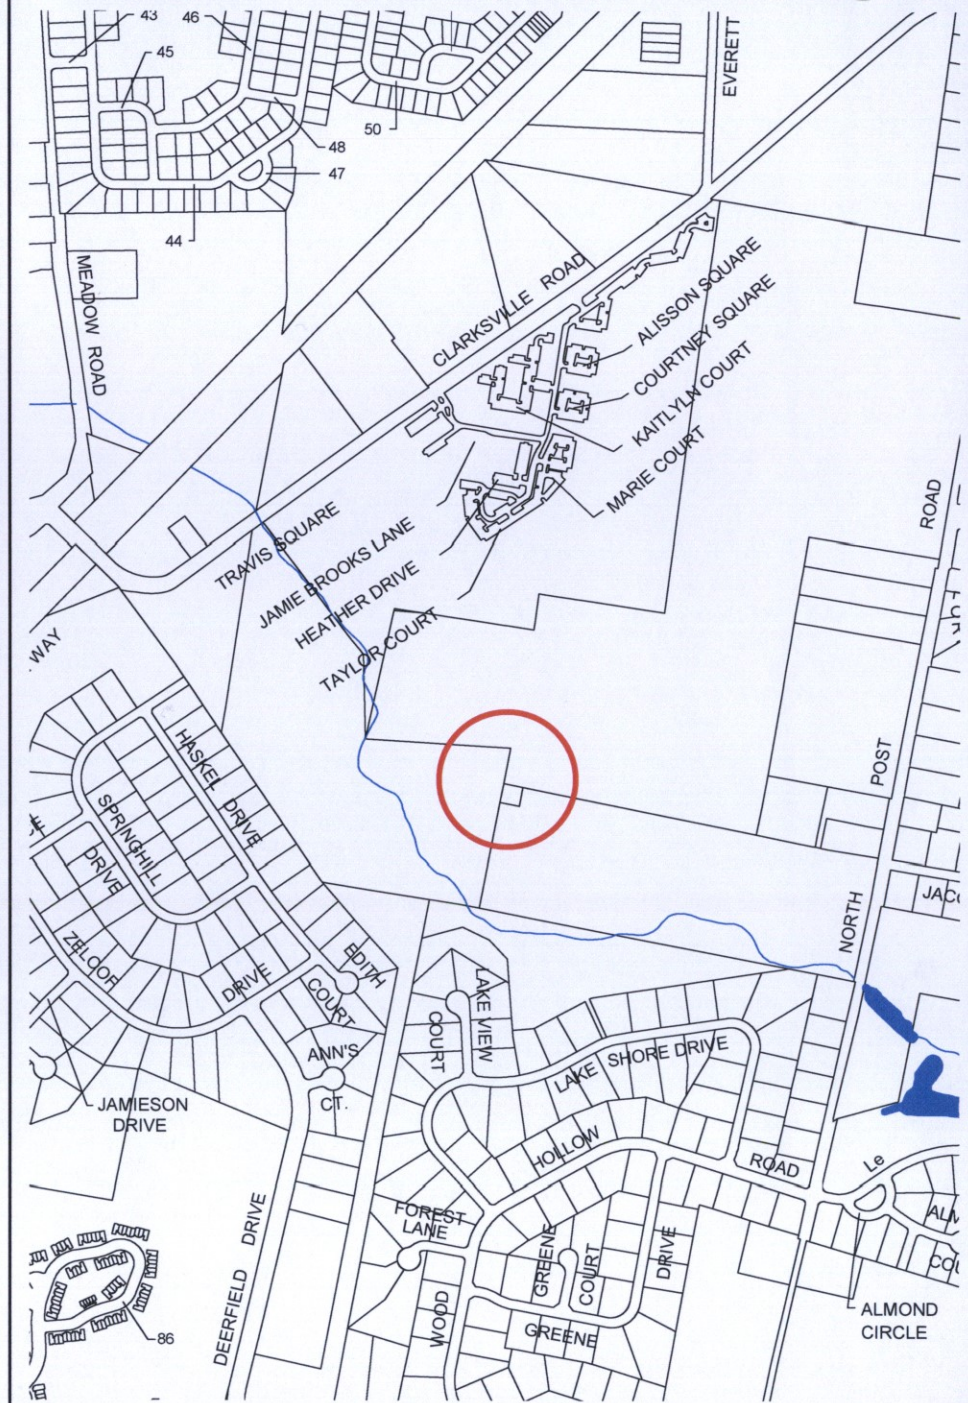 43
46
45
EVERETT
50
48
47
44
MEADOW ROAD
CLARKSVILLE ROAD
ALISSON SQUARE
COURTNEY SQUARE
KAITLYLN COURT
MARIE COURT
TRAVIS SQUARE
JAMIE BROOKS LANE
HEATHER DRIVE
TAYLOR COURT
ROAD
POST
NORTH
WAY
HASKEL DRIVE
SPRINGHILL
DRIVE
ZELCOF
DRIVE
EDITH
COURT
ANN'S
CT.
JAMIESON
DRIVE
LAKE VIEW
COURT
LAKE SHORE DRIVE
JAC
HOLLOW
ROAD
Le
FOREST
LANE
DEERFIELD DRIVE
WOOD
GREENE
COURT
DRIVE
GREENE
ALM
COU
ALMOND
CIRCLE
86